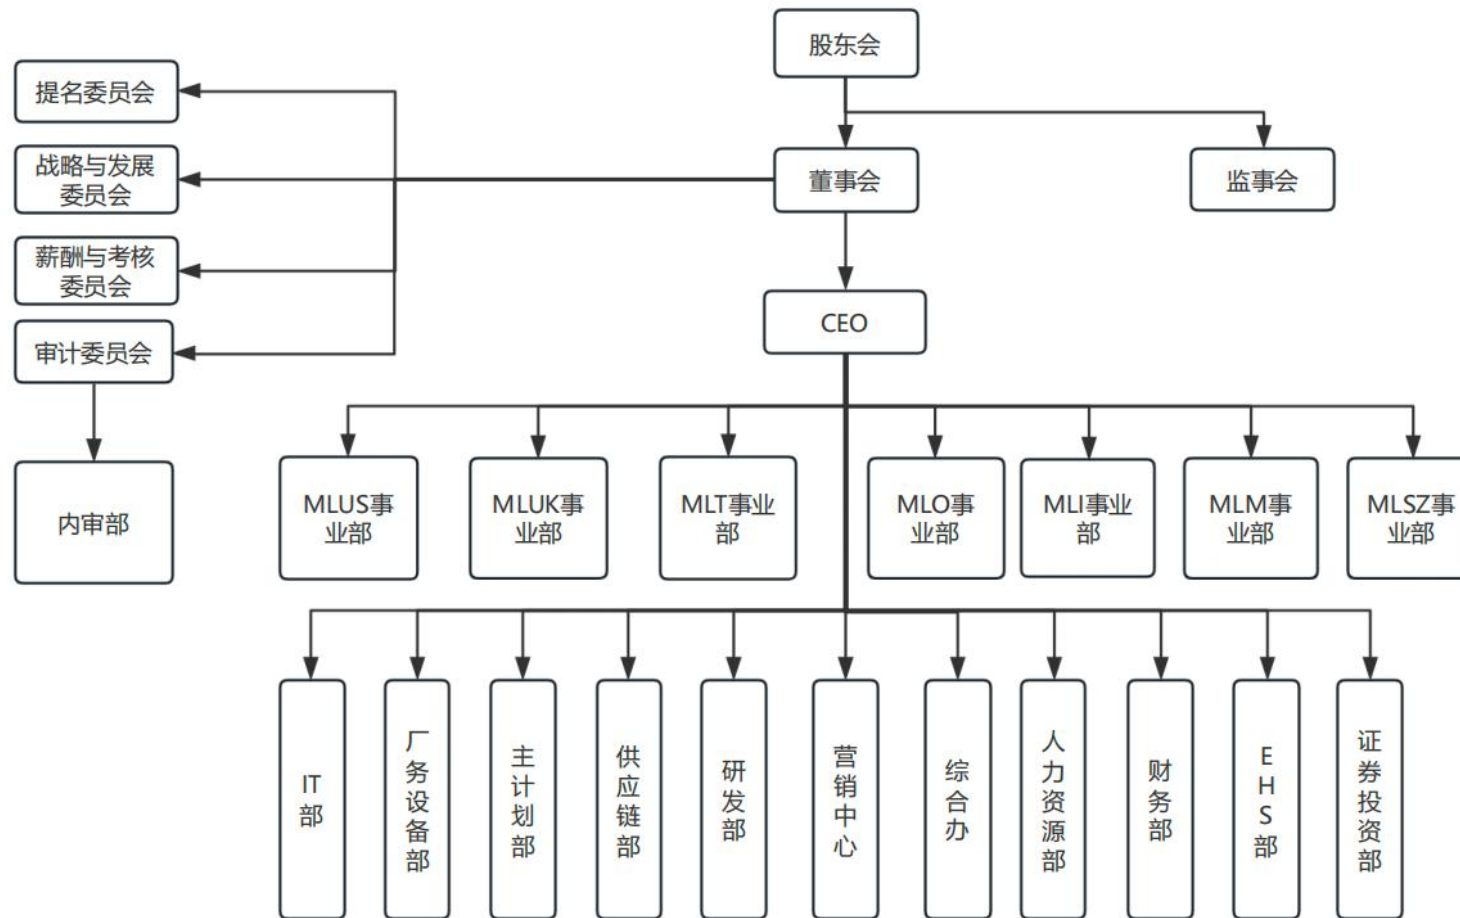 股东会
提名委员会
战略与发展
委员会
董事会
监事会
薪酬与考核
委员会
CEO
审计委员会
内审部
MLUS事
业部
MLUK事
业部
MLT事业
部
MLO事
业部
MLI事业
部
MLM事
业部
MLSZ事
业部
IT
部
厂务设备部
主计划部
供应链部
研发部
营销中心
综合办
人力资源部
财务部
EHS部
证券投资部